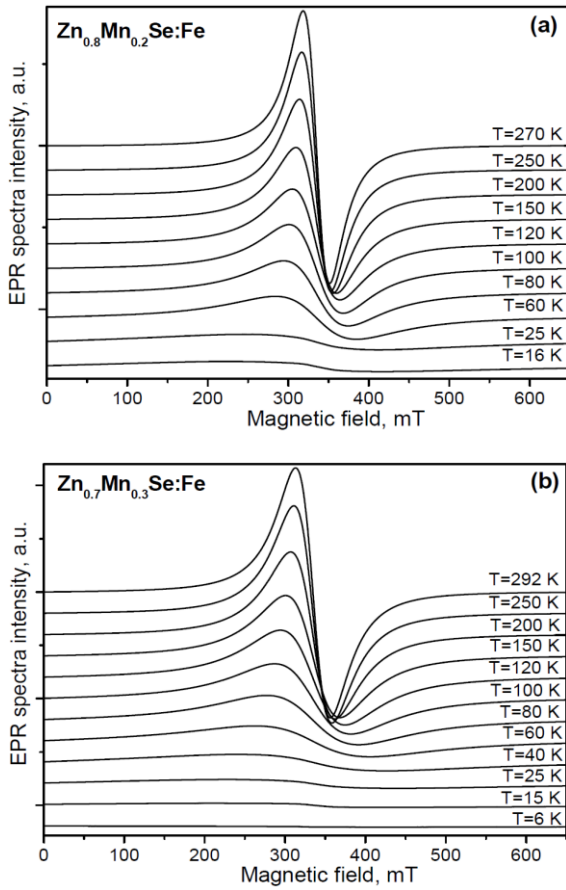 Zn0.8Mn0.2Se:Fe
(a)
EPR spectra intensity, a.u.
T=270 K
T=250 K
T=200 K
T=150 K
T=120 K
T=100 K
T=80 K
T=60 K
T=25 K
T=16 K
0 100 200 300 400 500 600
Magnetic field, mT
Zn0.7Mn0.3Se:Fe
(b)
EPR spectra intensity, a.u.
T=292 K
T=250 K
T=200 K
T=150 K
T=120 K
T=100 K
T=80 K
T=60 K
T=40 K
T=25 K
T=15 K
T=6 K
0 100 200 300 400 500 600
Magnetic field, mT